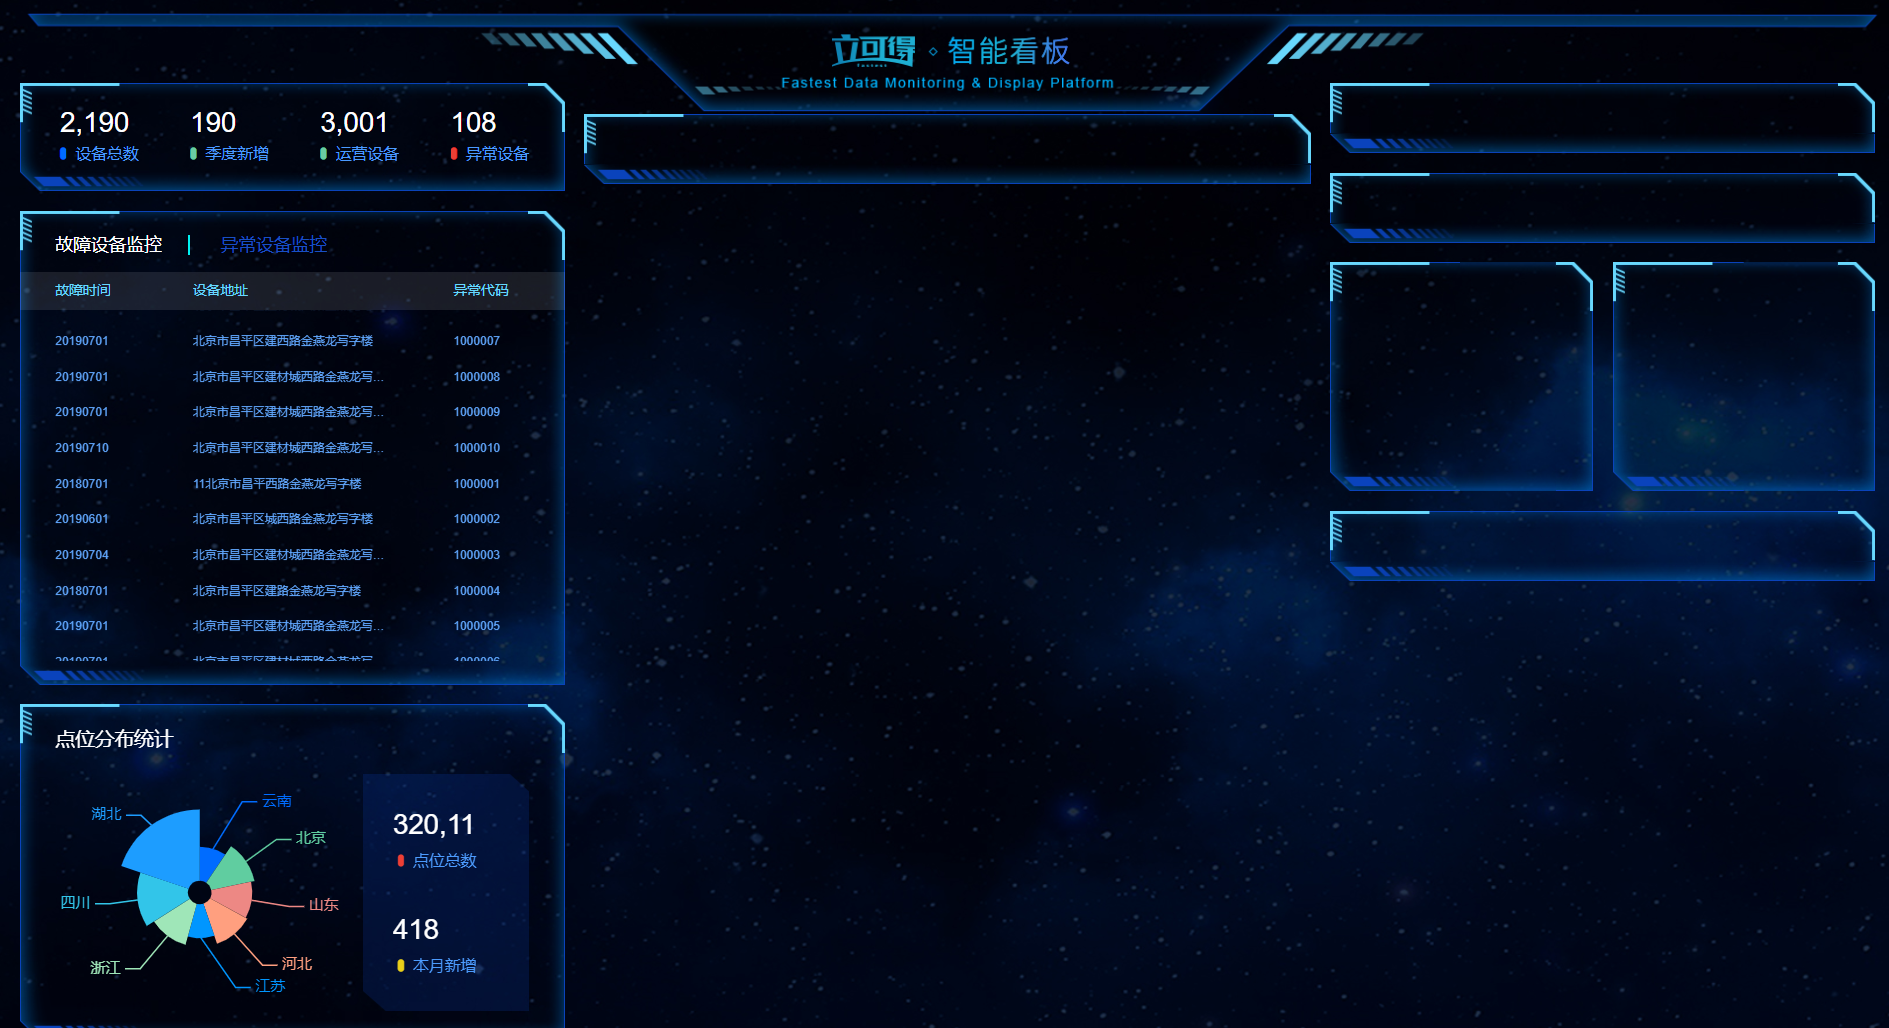 立可得 智能看板
Fastest Data Monitoring & Display Platform
2,190 190 3,001 108
设备总数 季度新增 运营设备 异常设备
故障设备监控 异常设备监控
故障时间 设备地址 异常代码
20190701 北京市昌平区建西路金燕龙写字楼 1000007
20190701 北京市昌平区建材城西路金燕龙写... 1000008
20190701 北京市昌平区建材城西路金燕龙写... 1000009
20190710 北京市昌平区建材城西路金燕龙写... 1000010
20180701 11北京市昌平西路金燕龙写字楼 1000001
20190601 北京市昌平区城西路金燕龙写字楼 1000002
20190704 北京市昌平区建材城西路金燕龙写... 1000003
20180701 北京市昌平区建路金燕龙写字楼 1000004
20190701 北京市昌平区建材城西路金燕龙写... 1000005
点位分布统计
云南
湖北
北京
四川
山东
浙江
河北
江苏
320,11
点位总数
418
本月新增